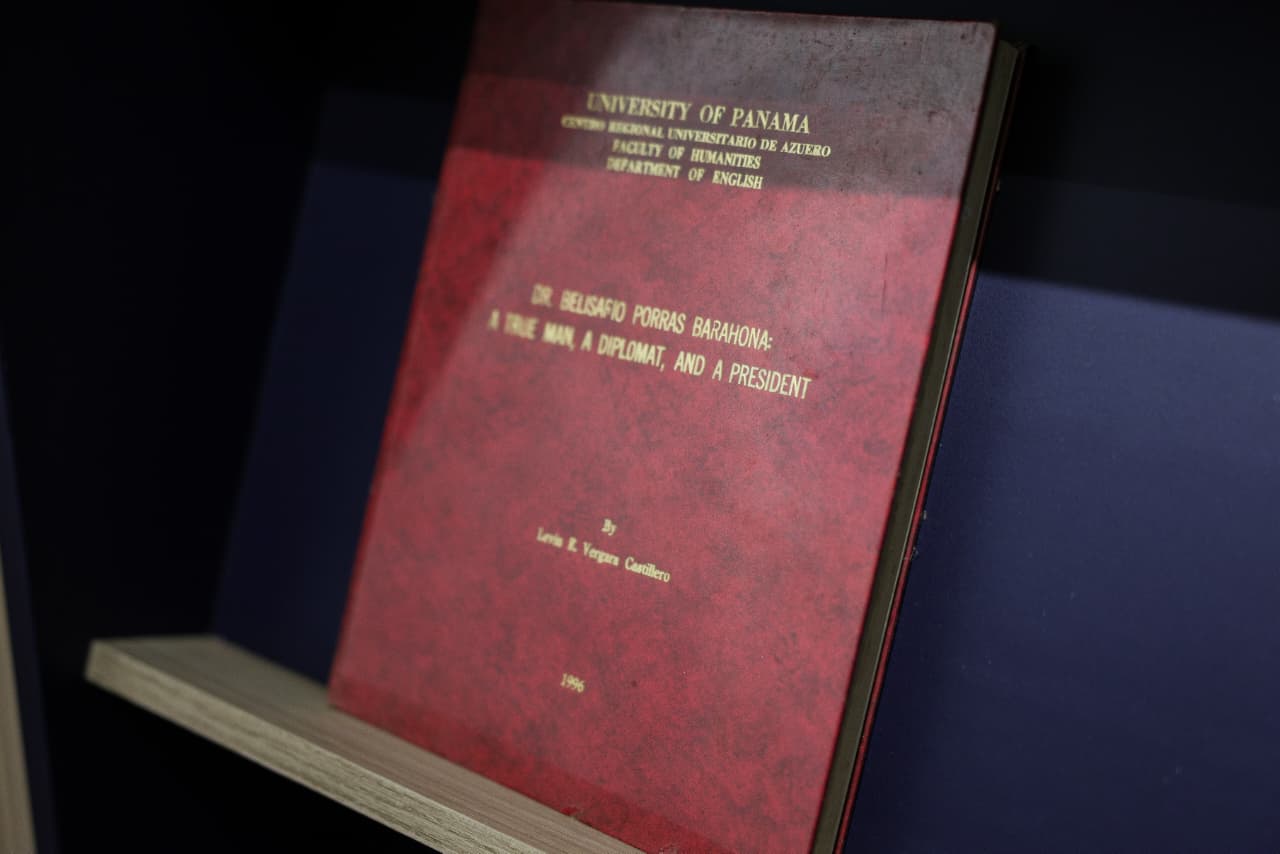 UNIVERSITY OF PANAMA
CENTRO REGIONAL UNIVERSITARIO DE AZUERO
FACULTY OF HUMANITIES
DEPARTMENT OF ENGLISH
DR. BELISARIO PORRAS BARAHONA:
A TRUE MAN, A DIPLOMAT, AND A PRESIDENT
By
Levin R. Vergara Castillero
1996